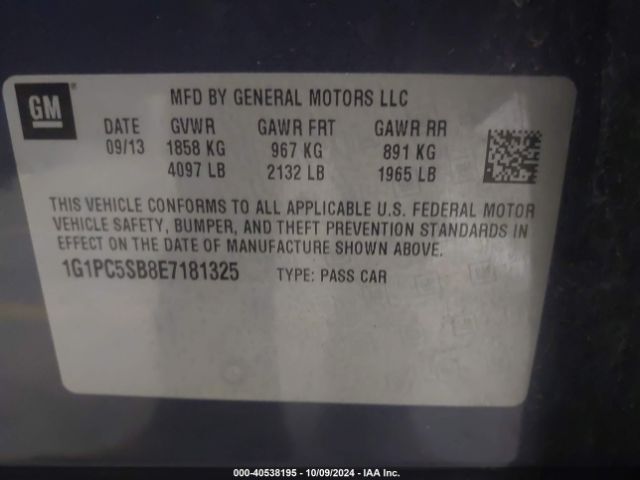 GM
MFD BY GENERAL MOTORS LLC
DATE GVWR GAWR FRT GAWR RR
09/13 1858 KG 967 KG 891 KG
4097 LB 2132 LB 1965 LB
THIS VEHICLE CONFORMS TO ALL APPLICABLE U.S. FEDERAL MOTOR
VEHICLE SAFETY, BUMPER, AND THEFT PREVENTION STANDARDS IN
EFFECT ON THE DATE OF MANUFACTURE SHOWN ABOVE.
1G1PC5SB8E7181325 TYPE: PASS CAR
000-40538195 - 10/09/2024 - IAA Inc.